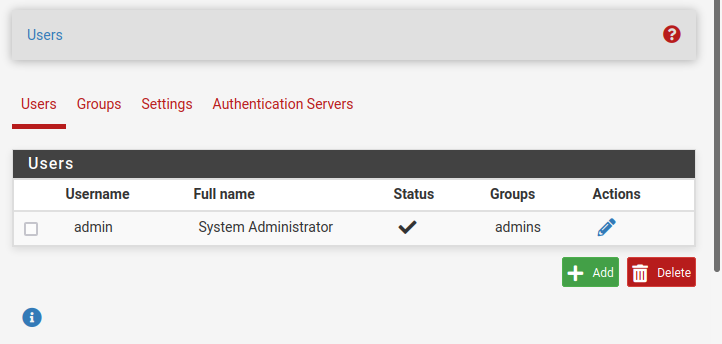 Users
Users Groups Settings Authentication Servers
Users
Username Full name Status Groups Actions
admin System Administrator admins
Add Delete